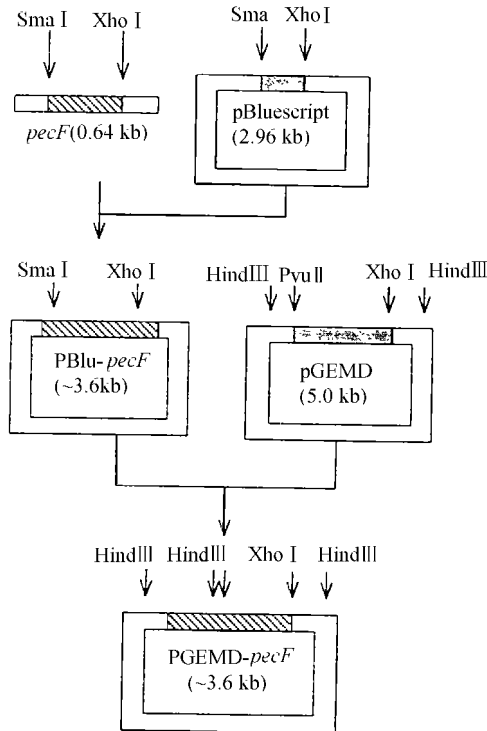 Sma I Xho I
Sma Xho I
pecF(0.64 kb)
pBluescript
(2.96 kb)
Sma I Xho I
HindIII PvuII Xho I HindIII
PBlu-pecF
(~3.6kb)
pGEMD
(5.0 kb)
HindIII HindIII Xho I HindIII
PGEMD-pecF
(~3.6 kb)